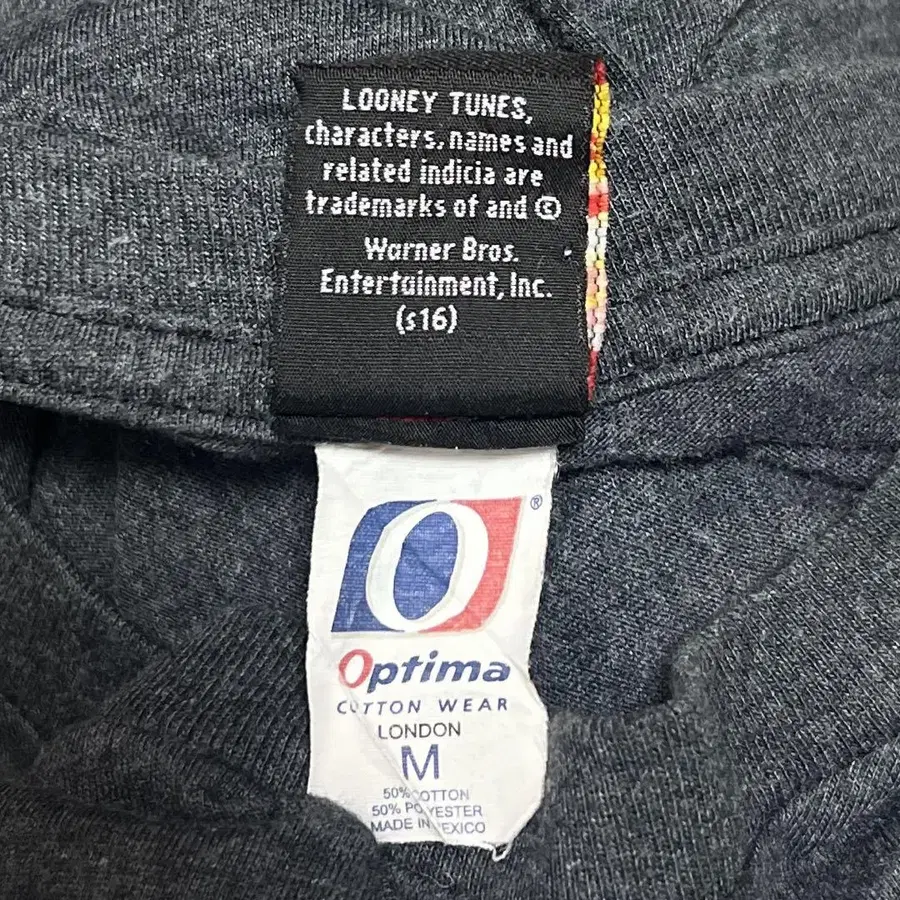 LOONEY TUNES,
characters, names and
related indicia are
trademarks of and ©
Warner Bros.
Entertainment, Inc.
(s16)
O ®
Optima
COTTON WEAR
LONDON
M
50% COTTON
50% POLYESTER
MADE IN MEXICO